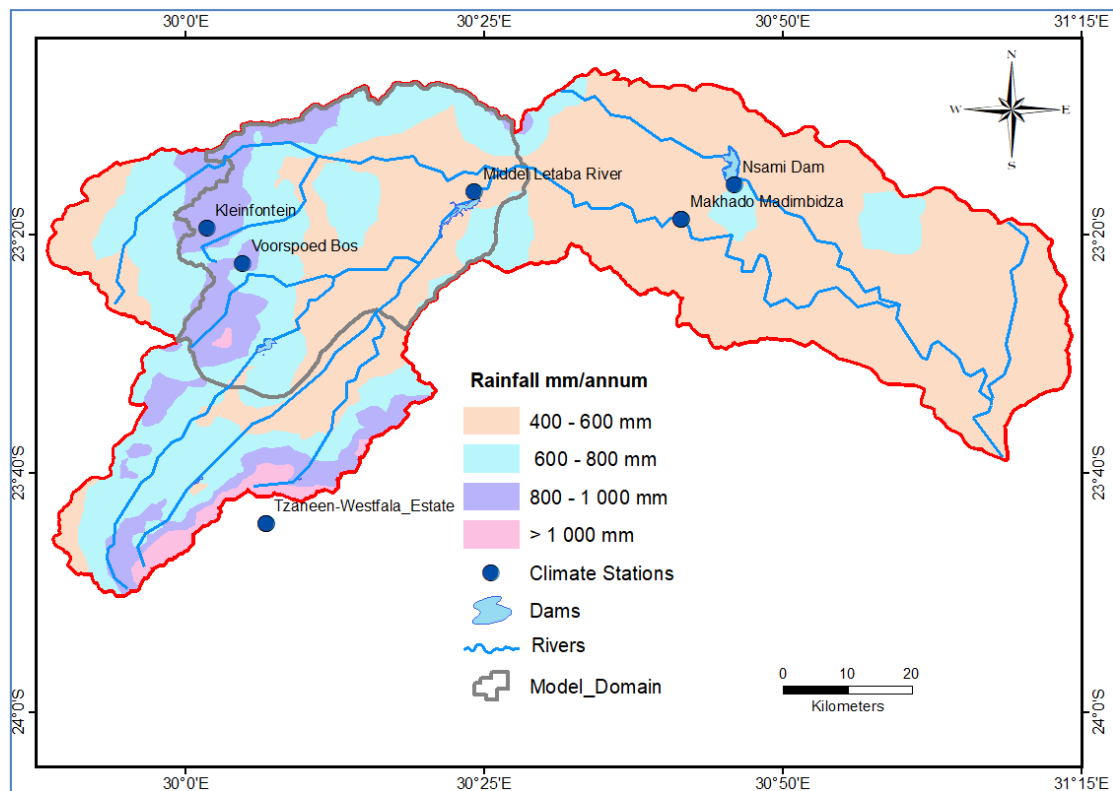 30°0'E
30°25'E
30°50'E
31°15'E
N
W
E
S
Nsami Dam
Middel Letaba River
Makhado Madimbidza
Kleinfontein
Voorspoed Bos
23°20'S
23°20'S
Rainfall mm/annum
400 - 600 mm
600 - 800 mm
23°40'S
23°40'S
800 - 1 000 mm
Tzaneen-Westfala_Estate
> 1 000 mm
Climate Stations
Dams
Rivers
Model_Domain
0 10 20
Kilometers
24°0'S
24°0'S
30°0'E
30°25'E
30°50'E
31°15'E